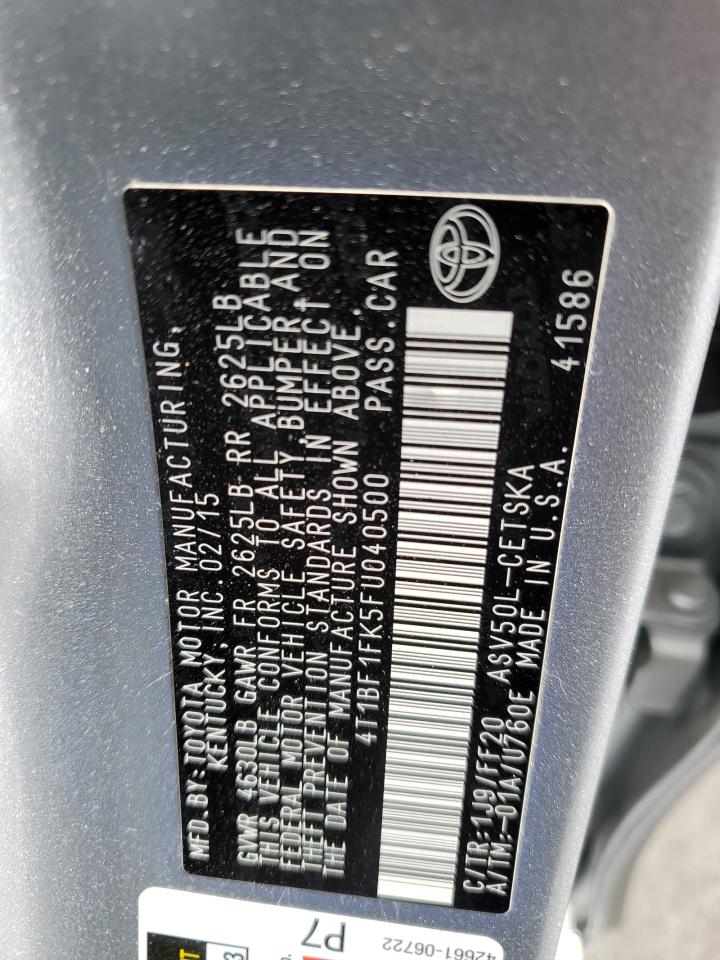 MFD.BY:TOYOTA MOTOR MANUFACTURING,
KENTUCKY, INC.02/15
GVWR 4630LB GAWR FR 2625LB RR 2625LB
THIS VEHICLE CONFORMS TO ALL APPLICABLE
FEDERAL MOTOR VEHICLE SAFETY,BUMPER,AND
THEFT PREVENTION STANDARDS IN EFFECT ON
THE DATE OF MANUFACTURE SHOWN ABOVE.
4T1BF1FK5FU040500 PASS.CAR
C/TR:1J9/FF20 ASV50L-CETSKA
A/TM:-01A/U760E MADE IN U.S.A. 41586
P7
42661-06722
3